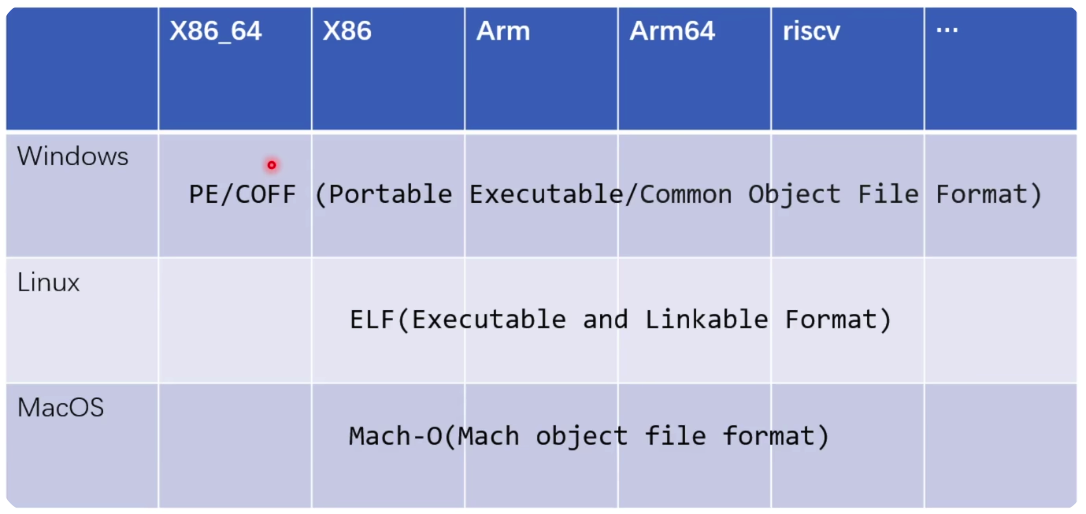 X86_64 X86 Arm Arm64 riscv ...
Windows
PE/COFF (Portable Executable/Common Object File Format)
Linux
ELF(Executable and Linkable Format)
MacOS
Mach-O(Mach object file format)